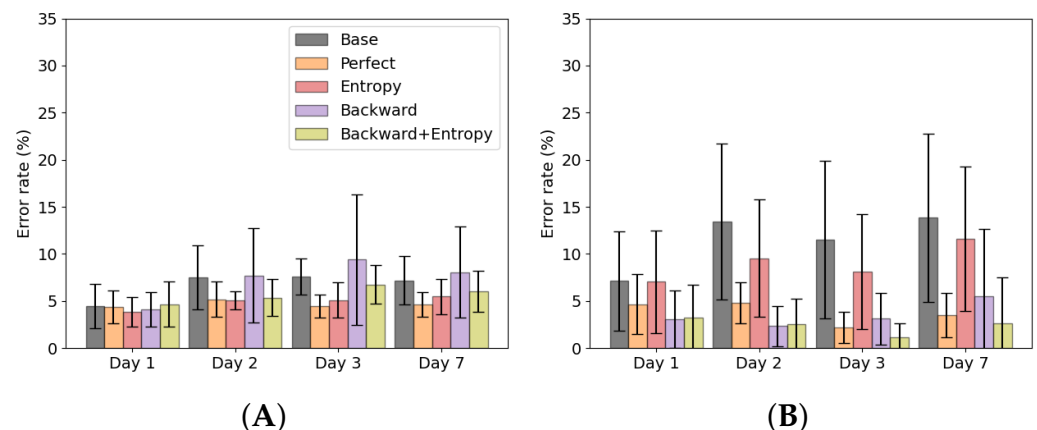 Error rate (%)
35
30
25
20
15
10
5
0
Base
Perfect
Entropy
Backward
Backward+Entropy
Day 1 Day 2 Day 3 Day 7
(A)
Error rate (%)
35
30
25
20
15
10
5
0
Day 1 Day 2 Day 3 Day 7
(B)